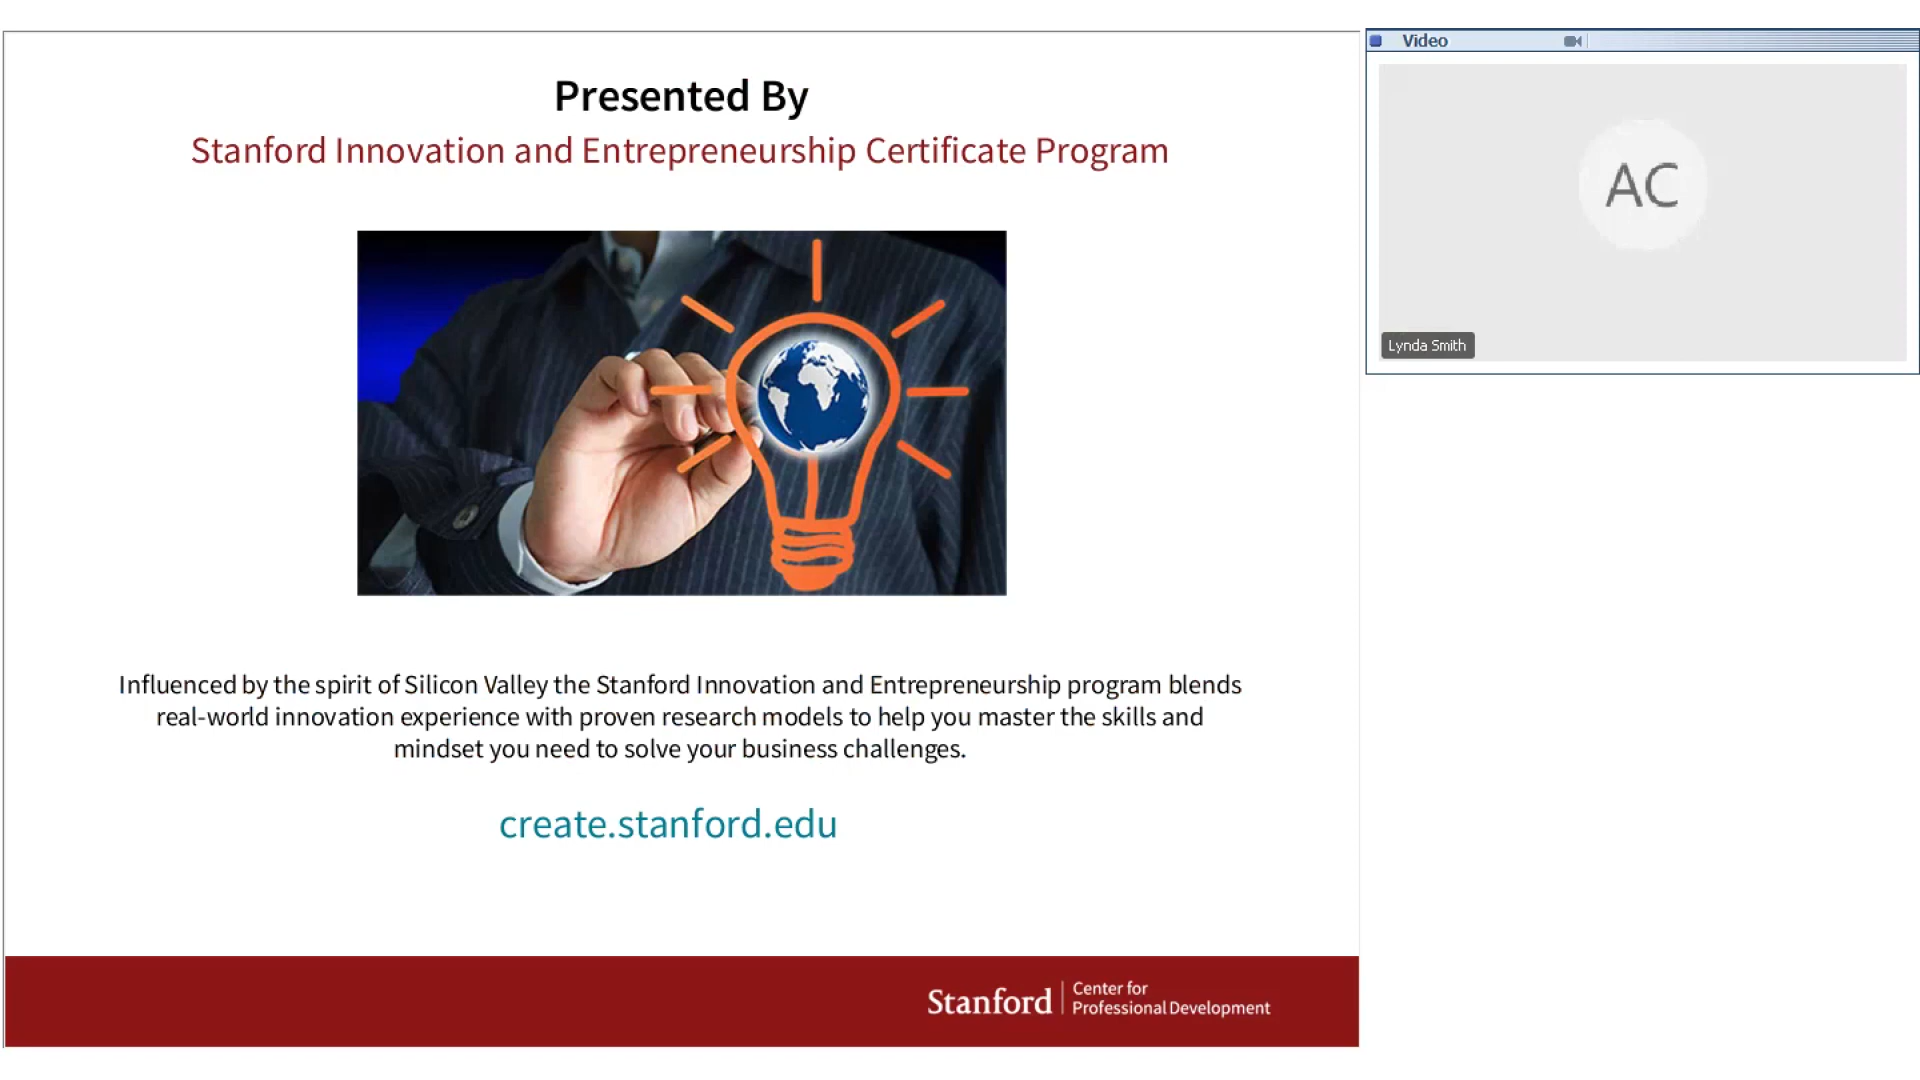 Presented By
Stanford Innovation and Entrepreneurship Certificate Program
Influenced by the spirit of Silicon Valley the Stanford Innovation and Entrepreneurship program blends
real-world innovation experience with proven research models to help you master the skills and
mindset you need to solve your business challenges.
create.stanford.edu
Stanford
Center for
Professional Development
Video
AC
Lynda Smith